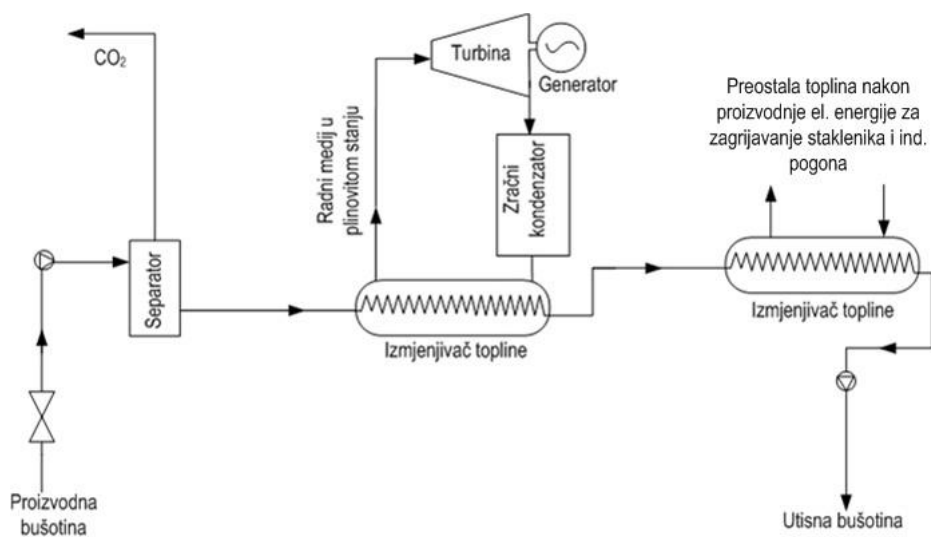 CO₂
Turbina
Generator
Preostala toplina nakon
proizvodnje el. energije za
zagrijavanje staklenika i ind.
pogona
Radni medij u
plinovitom stanju
Zračni
kondenzator
Separator
Izmjenjivač topline
Izmjenjivač topline
Proizvodna
bušotina
Utisna bušotina